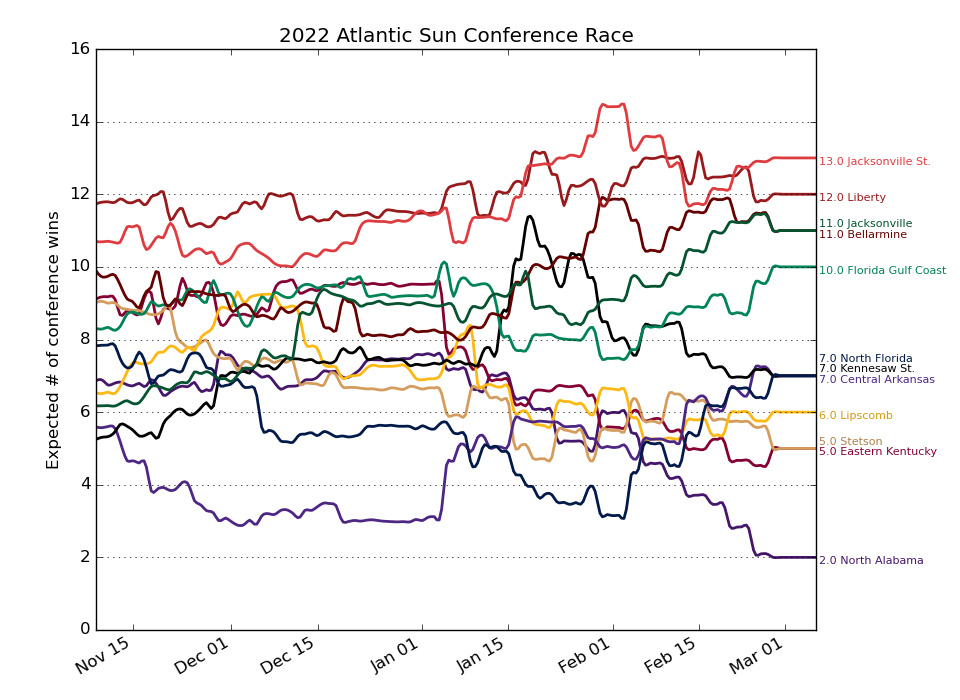 2022 Atlantic Sun Conference Race
Expected # of conference wins
16
14
12
10
8
6
4
2
0
13.0 Jacksonville St.
12.0 Liberty
11.0 Jacksonville
11.0 Bellarmine
10.0 Florida Gulf Coast
7.0 North Florida
7.0 Kennesaw St.
7.0 Central Arkansas
6.0 Lipscomb
5.0 Stetson
5.0 Eastern Kentucky
2.0 North Alabama
Nov 15
Dec 01
Dec 15
Jan 01
Jan 15
Feb 01
Feb 15
Mar 01